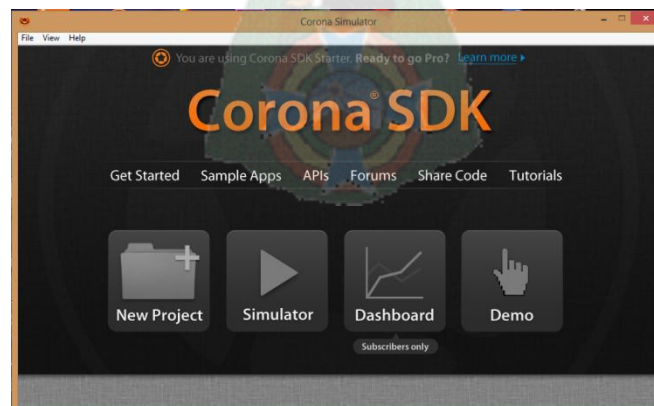 Corona Simulator
File View Help
You are using Corona SDK Starter. Ready to go Pro? Learn more
Corona® SDK
Get Started Sample Apps APIs Forums Share Code Tutorials
New Project Simulator Dashboard Demo
Subscribers only